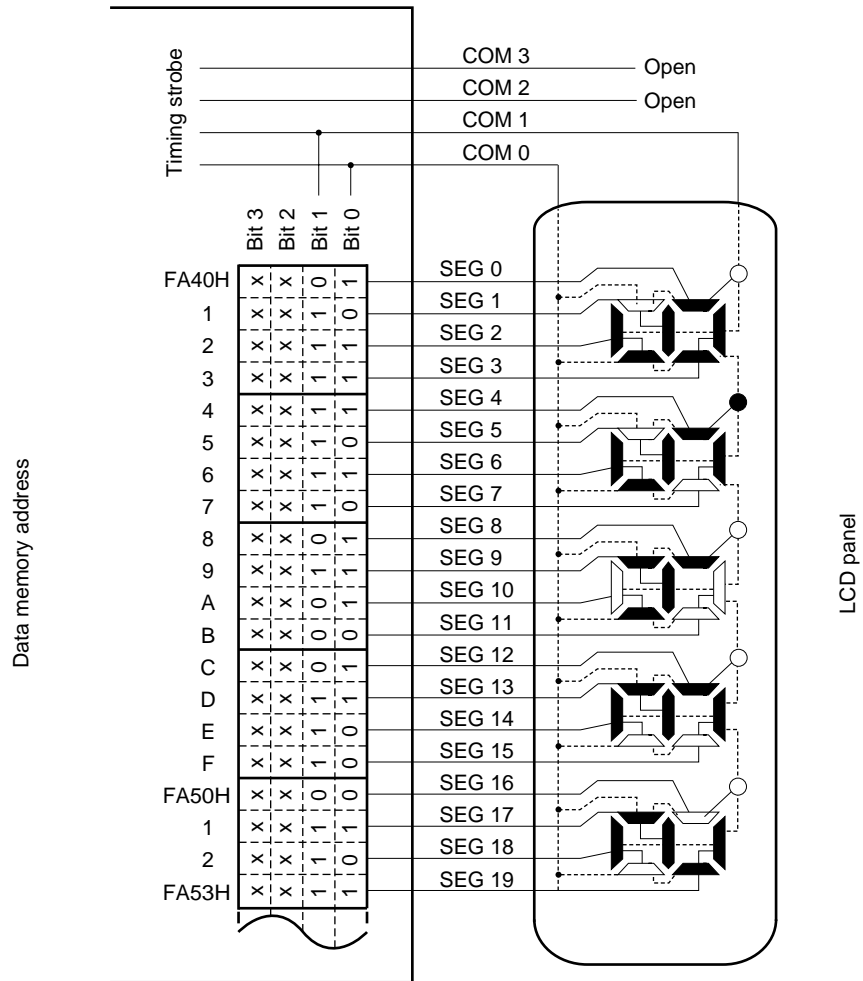 COM 3
Open
COM 2
Open
COM 1
COM 0
Timing strobe
Bit 3 Bit 2 Bit 1 Bit 0
FA40H x x 0 1 SEG 0
1 x x 1 0 SEG 1
2 x x 1 1 SEG 2
3 x x 1 1 SEG 3
4 x x 1 1 SEG 4
5 x x 1 0 SEG 5
6 x x 1 1 SEG 6
7 x x 1 0 SEG 7
8 x x 0 1 SEG 8
9 x x 1 1 SEG 9
A x x 0 1 SEG 10
B x x 0 0 SEG 11
C x x 0 1 SEG 12
D x x 1 1 SEG 13
E x x 1 0 SEG 14
F x x 1 0 SEG 15
FA50H x x 0 0 SEG 16
1 x x 1 1 SEG 17
2 x x 1 0 SEG 18
FA53H x x 1 1 SEG 19
Data memory address
LCD panel